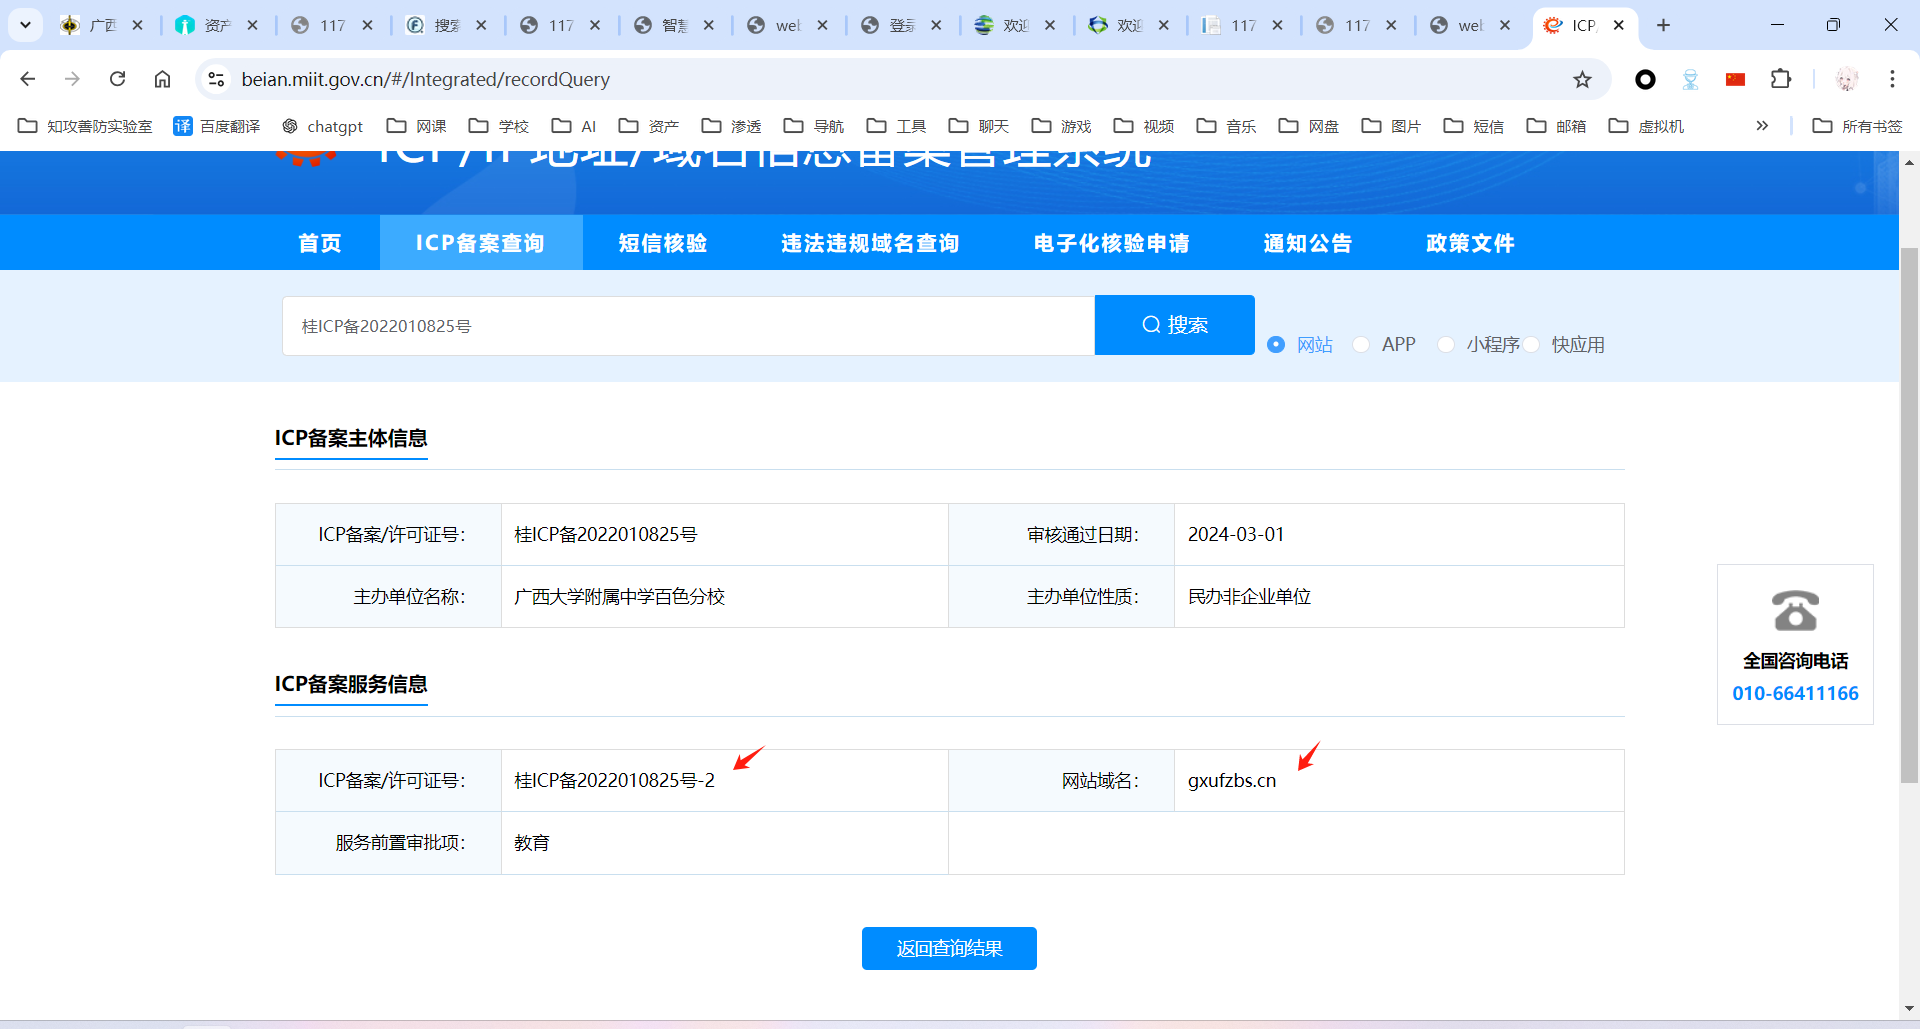 广西 资产 117 搜索 117 智慧 web 登录 欢迎 欢迎 117 117 web ICP/
beian.miit.gov.cn/#/Integrated/recordQuery
知攻善防实验室 百度翻译 chatgpt 网课 学校 AI 资产 渗透 导航 工具 聊天 游戏 视频 音乐 网盘 图片 短信 邮箱 虚拟机 » 所有书签
ICP/IP地址/域名信息备案管理系统
首页 ICP备案查询 短信核验 违法违规域名查询 电子化核验申请 通知公告 政策文件
桂ICP备2022010825号 搜索 网站 APP 小程序 快应用
ICP备案主体信息
ICP备案/许可证号： 桂ICP备2022010825号 审核通过日期： 2024-03-01
主办单位名称： 广西大学附属中学百色分校 主办单位性质： 民办非企业单位
全国咨询电话
010-66411166
ICP备案服务信息
ICP备案/许可证号： 桂ICP备2022010825号-2 网站域名： gxufzbs.cn
服务前置审批项： 教育
返回查询结果